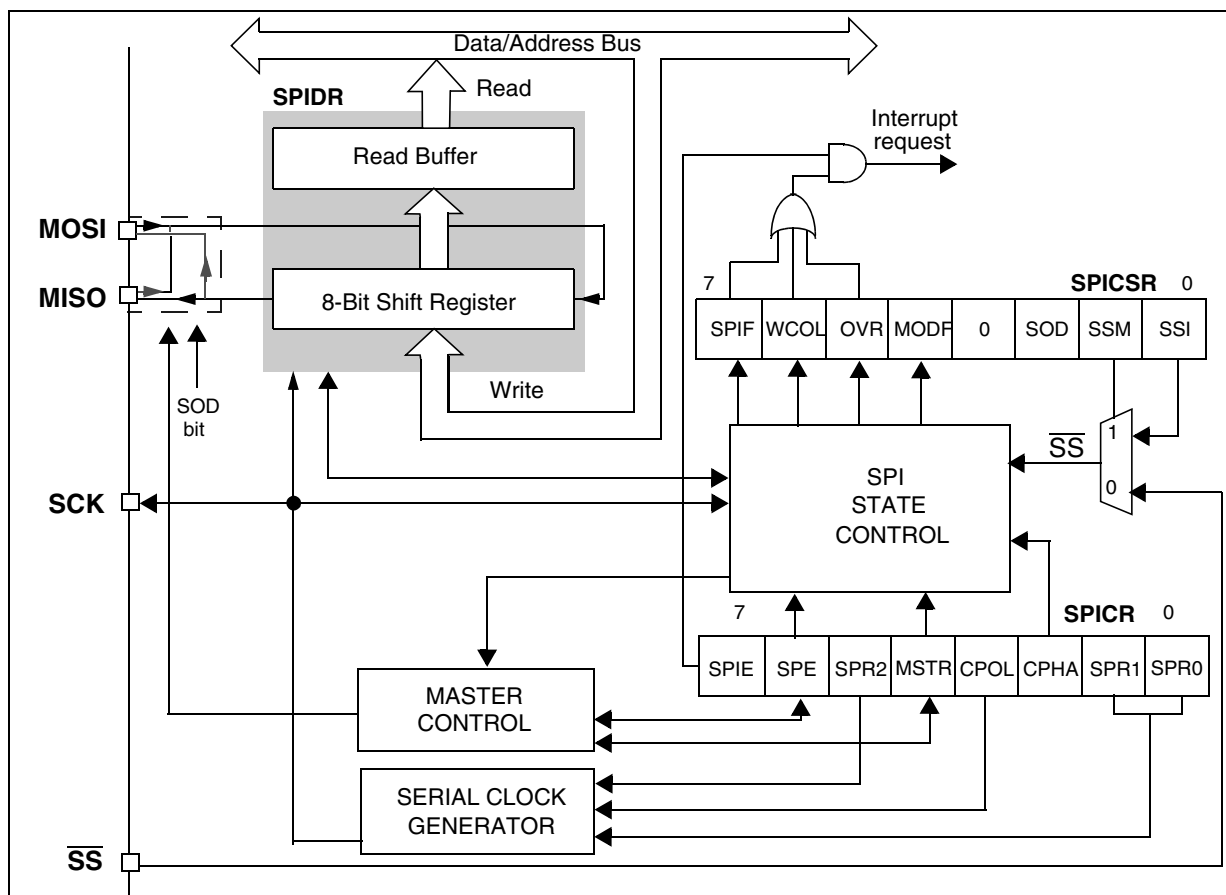 Data/Address Bus
SPIDR
Read
Read Buffer
Interrupt
request
MOSI
MISO
8-Bit Shift Register
7
SPICSR
0
SPIF
WCOL
OVR
MODF
0
SOD
SSM
SSI
Write
SOD
bit
1
SS
0
SCK
SPI
STATE
CONTROL
7
SPICR
0
SPIE
SPE
SPR2
MSTR
CPOL
CPHA
SPR1
SPR0
MASTER
CONTROL
SERIAL CLOCK
GENERATOR
SS